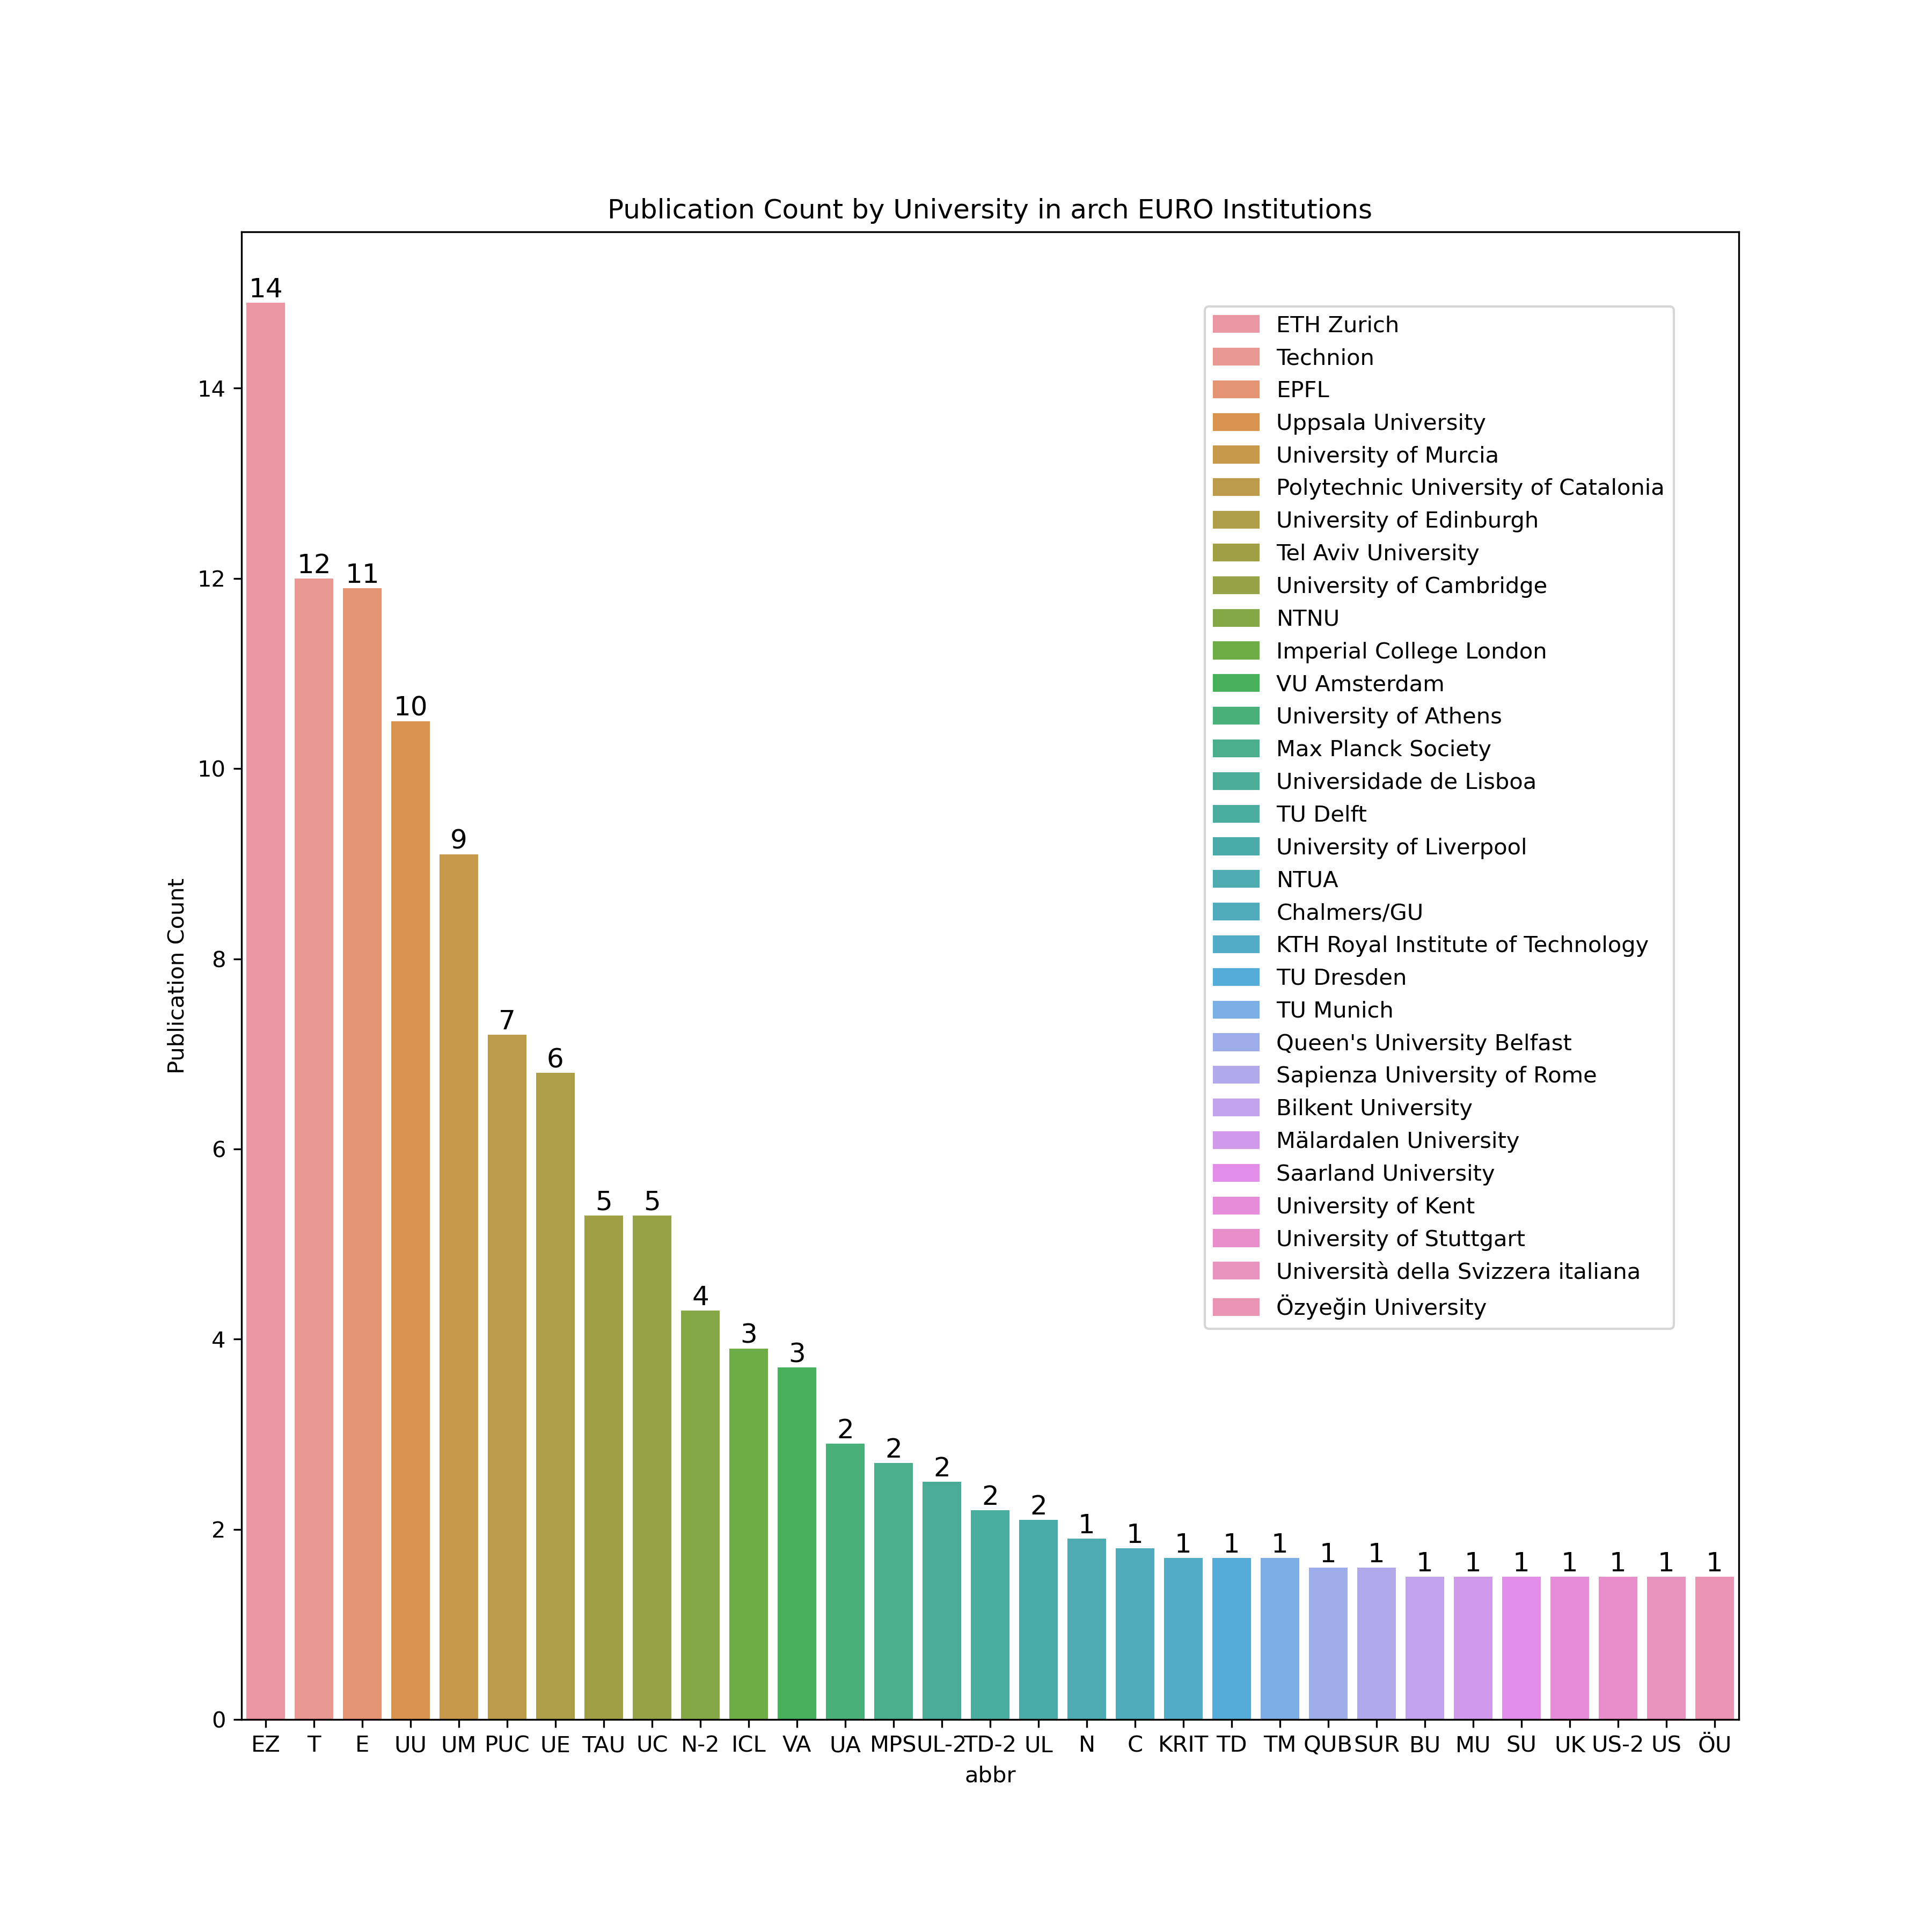 Publication Count by University in arch EURO Institutions
14
12
11
10
9
7
6
5
5
4
3
3
2
2
2
2
2
1
1
1
1
1
1
1
1
1
1
1
1
1
1
ETH Zurich
Technion
EPFL
Uppsala University
University of Murcia
Polytechnic University of Catalonia
University of Edinburgh
Tel Aviv University
University of Cambridge
NTNU
Imperial College London
VU Amsterdam
University of Athens
Max Planck Society
Universidade de Lisboa
TU Delft
University of Liverpool
NTUA
Chalmers/GU
KTH Royal Institute of Technology
TU Dresden
TU Munich
Queen's University Belfast
Sapienza University of Rome
Bilkent University
Mälardalen University
Saarland University
University of Kent
University of Stuttgart
Università della Svizzera italiana
Özyeğin University
Publication Count
14
12
10
8
6
4
2
0
EZ T E UU UM PUC UE TAU UC N-2 ICL VA UA MPS UL-2 TD-2 UL N C KRIT TD TM QUB SUR BU MU SU UK US-2 US ÖU
abbr